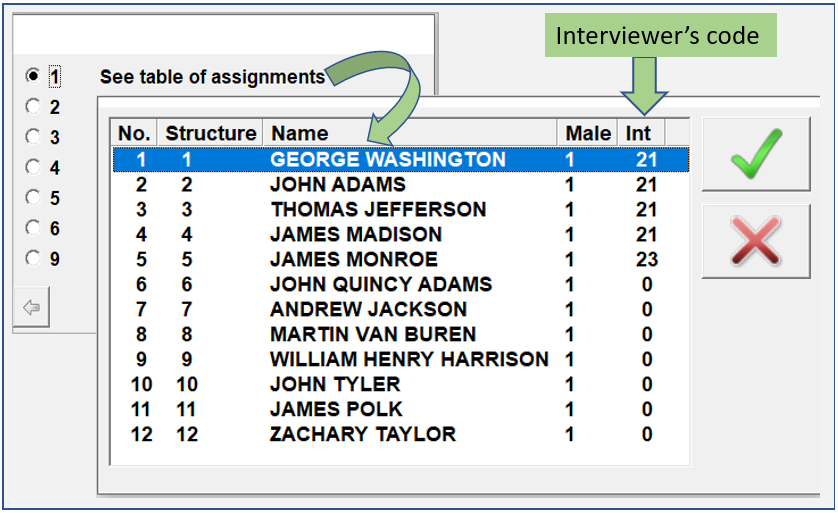 Interviewer's code
1 See table of assignments
2
3
4
5
6
9
No. Structure Name Male Int
1 1 GEORGE WASHINGTON 1 21
2 2 JOHN ADAMS 1 21
3 3 THOMAS JEFFERSON 1 21
4 4 JAMES MADISON 1 21
5 5 JAMES MONROE 1 23
6 6 JOHN QUINCY ADAMS 1 0
7 7 ANDREW JACKSON 1 0
8 8 MARTIN VAN BUREN 1 0
9 9 WILLIAM HENRY HARRISON 1 0
10 10 JOHN TYLER 1 0
11 11 JAMES POLK 1 0
12 12 ZACHARY TAYLOR 1 0